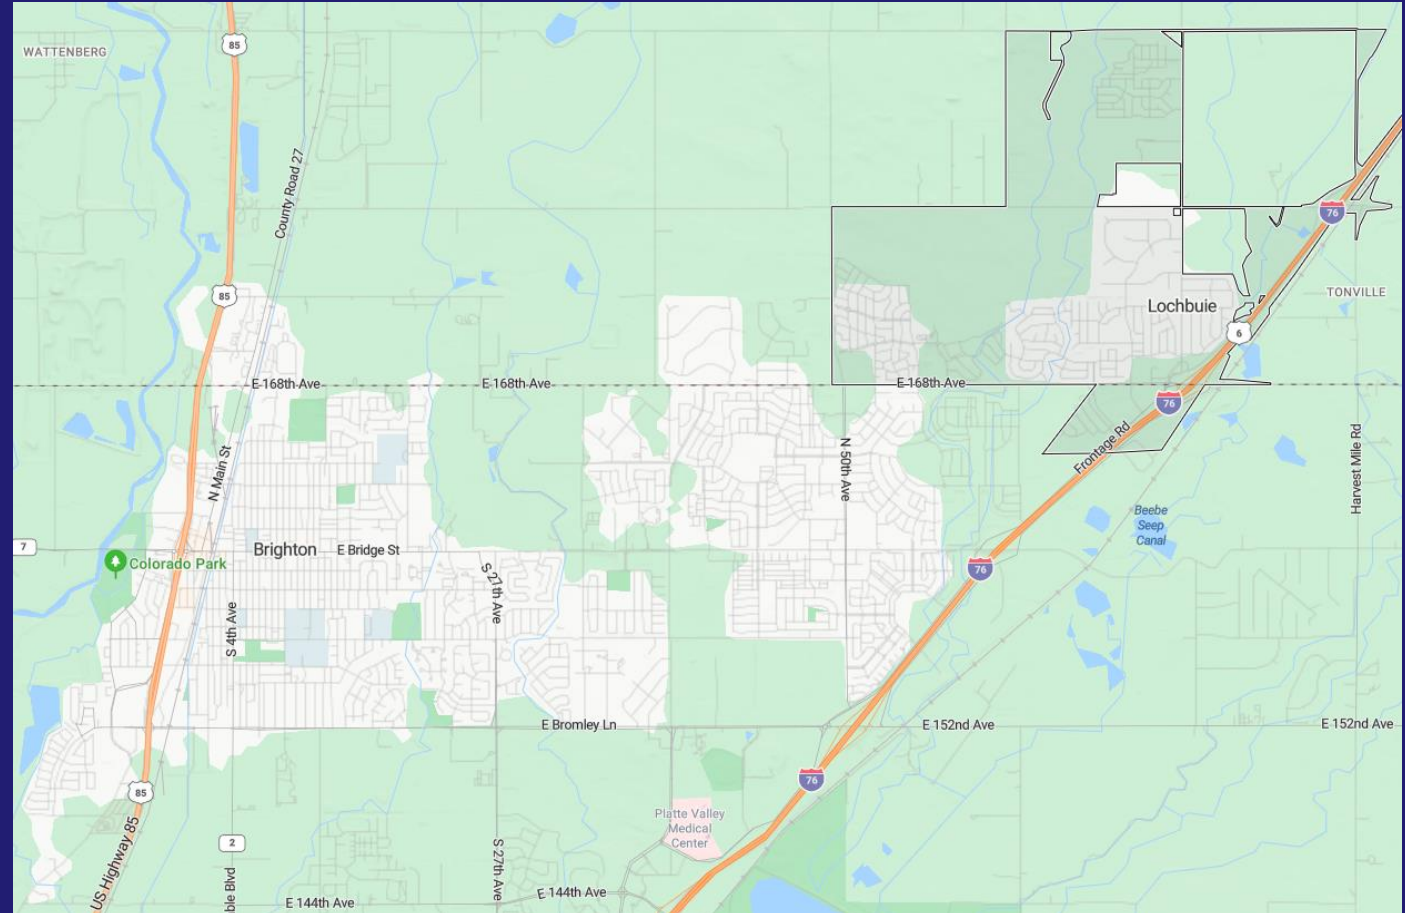 WATTENBERG
85
County Road 27
85
76
TONVILLE
Lochbuie
6
E 168th Ave
E 168th Ave
E 168th Ave
76
N Main St
N 50th Ave
Frontage Rd
Harvest Mile Rd
Beebe
Seep
Canal
7
Colorado Park
Brighton
E Bridge St
S 27th Ave
76
S 4th Ave
E Bromley Ln
E 152nd Ave
E 152nd Ave
76
85
Platte Valley
Medical
Center
2
US Highway 85
ble Blvd
S 27th Ave
E 144th Ave
E 144th Ave